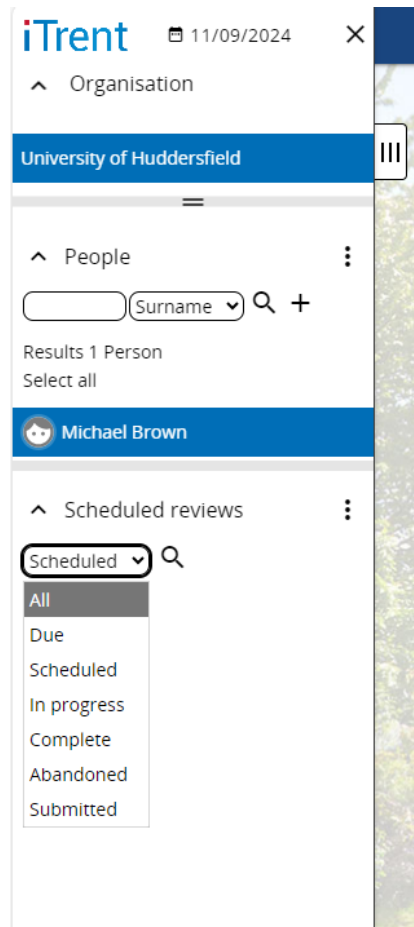 iTrent 11/09/2024
Organisation
University of Huddersfield
People
Surname
Results 1 Person
Select all
Michael Brown
Scheduled reviews
Scheduled
All
Due
Scheduled
In progress
Complete
Abandoned
Submitted